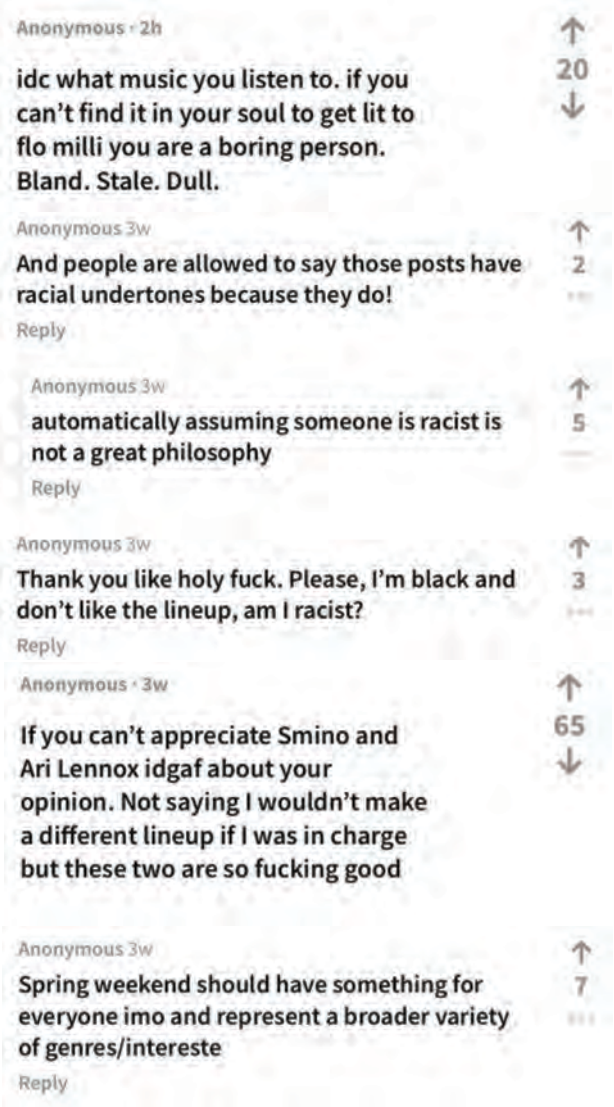 Anonymous · 2h
20
idc what music you listen to. if you
can't find it in your soul to get lit to
flo milli you are a boring person.
Bland. Stale. Dull.
Anonymous 3w
And people are allowed to say those posts have
2
racial undertones because they do!
Reply
Anonymous 3w
automatically assuming someone is racist is
5
not a great philosophy
Reply
Anonymous 3w
Thank you like holy fuck. Please, I'm black and
3
don't like the lineup, am I racist?
Reply
Anonymous · 3w
65
If you can't appreciate Smino and
Ari Lennox idgaf about your
opinion. Not saying I wouldn't make
a different lineup if I was in charge
but these two are so fucking good
Anonymous 3w
Spring weekend should have something for
7
everyone imo and represent a broader variety
of genres/intereste
Reply